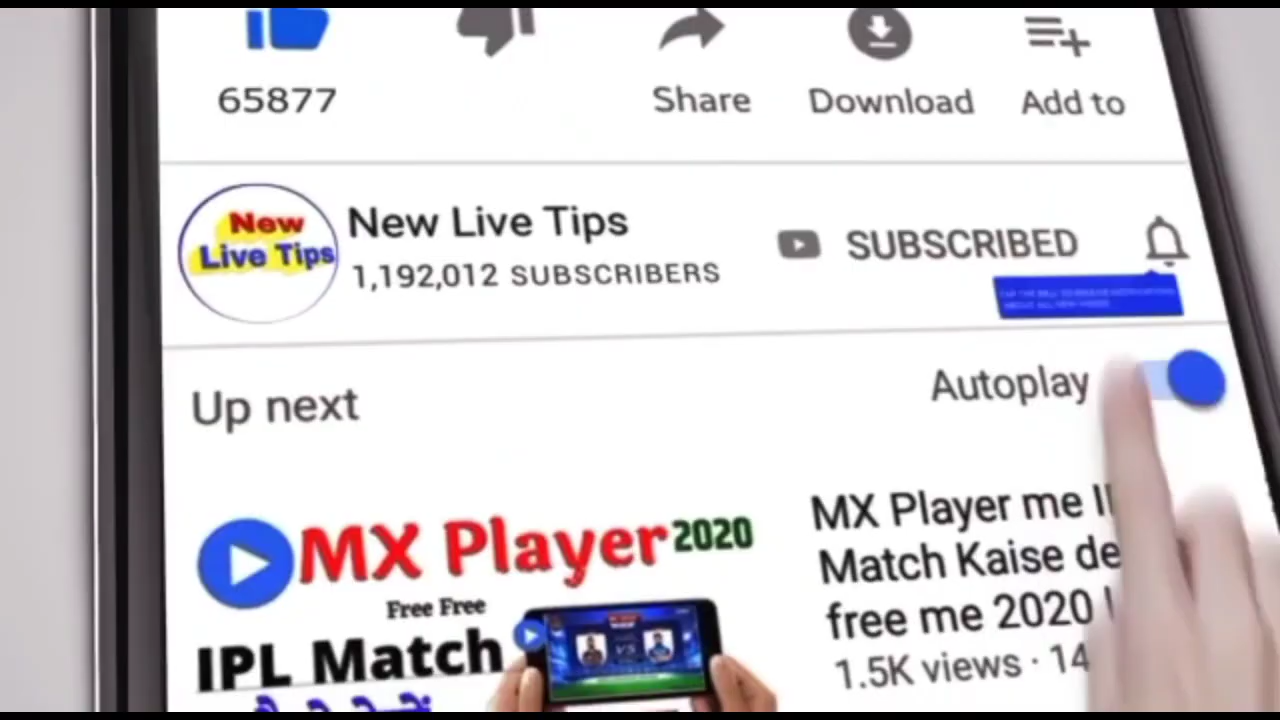 65877
Share
Download
Add to
New
Live Tips
New Live Tips
1,192,012 SUBSCRIBERS
SUBSCRIBED
Up next
Autoplay
MX Player 2020
Free Free
IPL Match
VS
MX Player me
Match Kaise de
free me 2020
1.5K views · 14